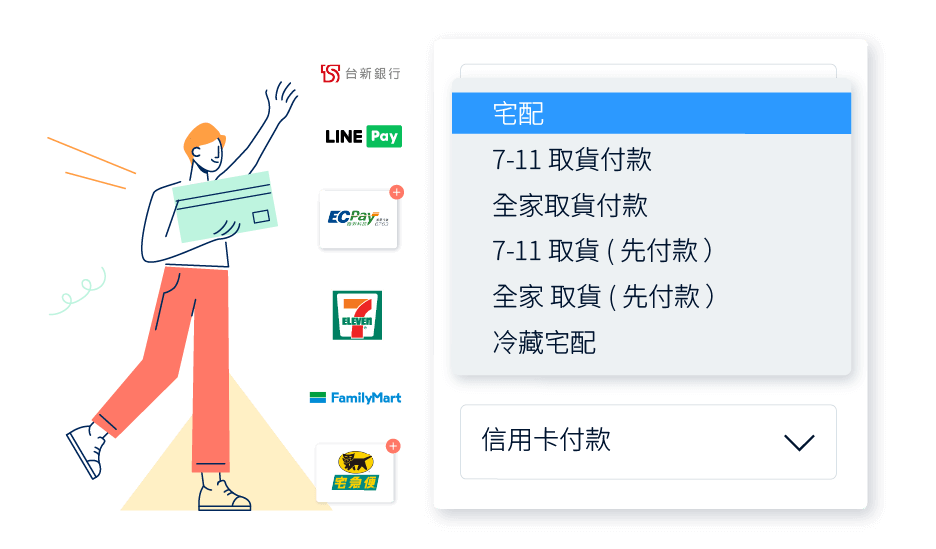 台新銀行
LINE Pay
ECPay
7
ELEVEN
FamilyMart
宅急便
宅配
7-11 取貨付款
全家取貨付款
7-11 取貨 ( 先付款 )
全家 取貨 ( 先付款 )
冷藏宅配
信用卡付款